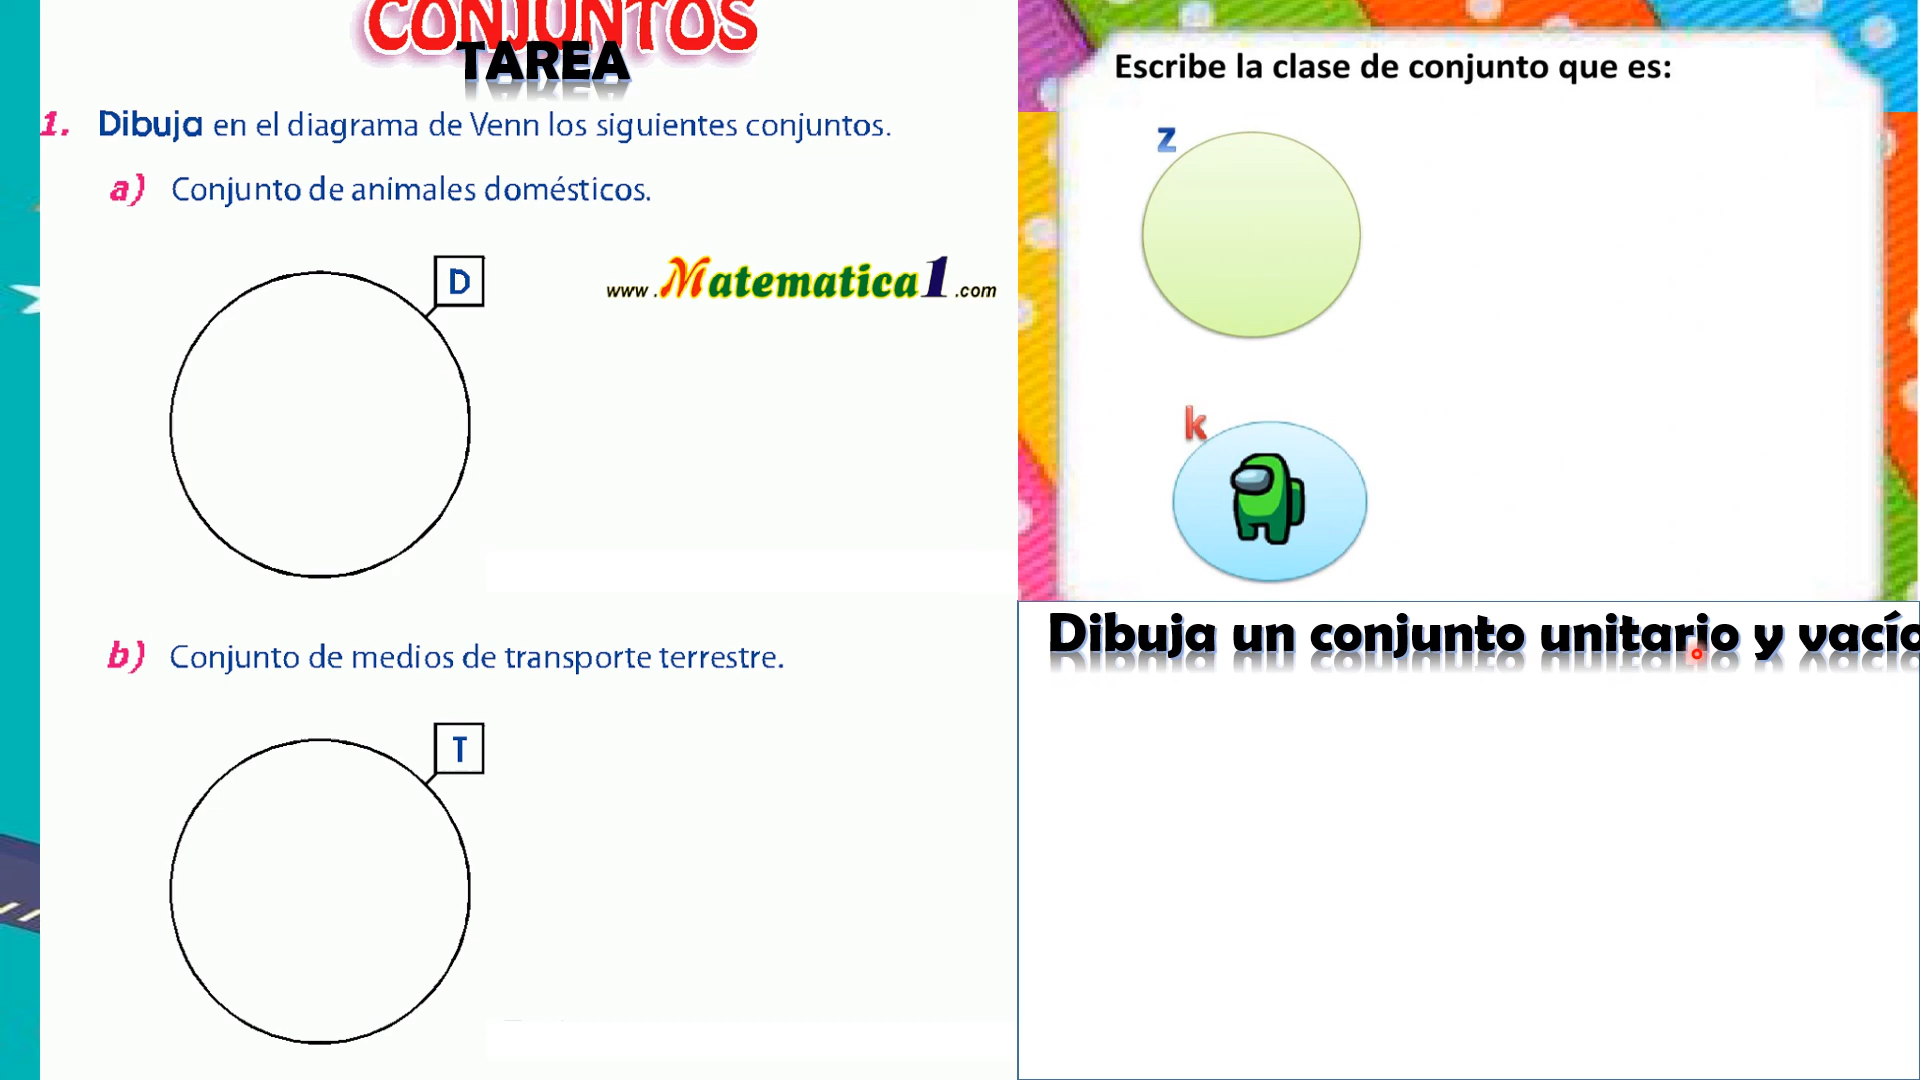 CONJUNTOS
TAREA
1. Dibuja en el diagrama de Venn los siguientes conjuntos.
a) Conjunto de animales domésticos.
D
www.Matematica1.com
b) Conjunto de medios de transporte terrestre.
T
Escribe la clase de conjunto que es:
z
k
Dibuja un conjunto unitario y vacío